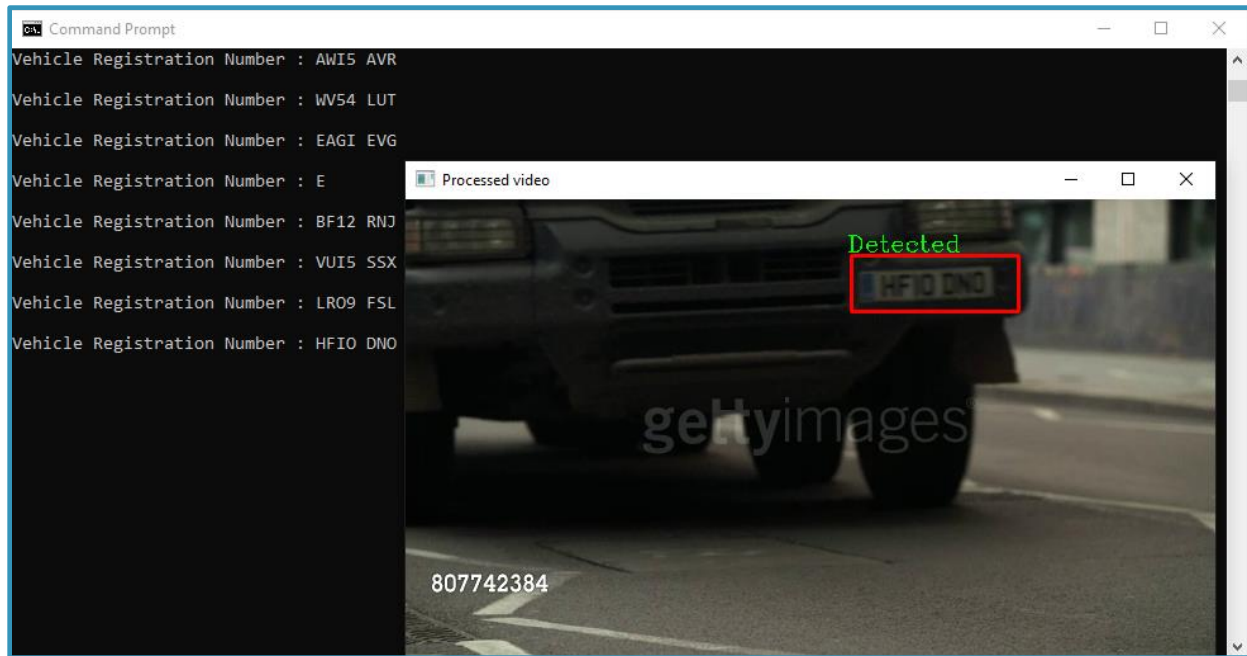 Command Prompt
Vehicle Registration Number : AWI5 AVR
Vehicle Registration Number : WV54 LUT
Vehicle Registration Number : EAGI EVG
Vehicle Registration Number : E
Vehicle Registration Number : BF12 RNJ
Vehicle Registration Number : VUI5 SSX
Vehicle Registration Number : LRO9 FSL
Vehicle Registration Number : HFIO DNO
Processed video
Detected
HF10 DNO
gettyimages
807742384